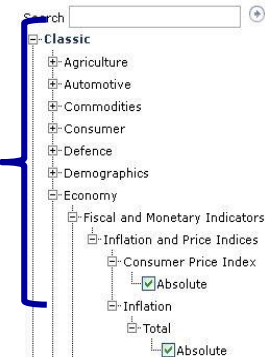 Search
Classic
Agriculture
Automotive
Commodities
Consumer
Defence
Demographics
Economy
Fiscal and Monetary Indicators
Inflation and Price Indices
Consumer Price Index
Absolute
Inflation
Total
Absolute